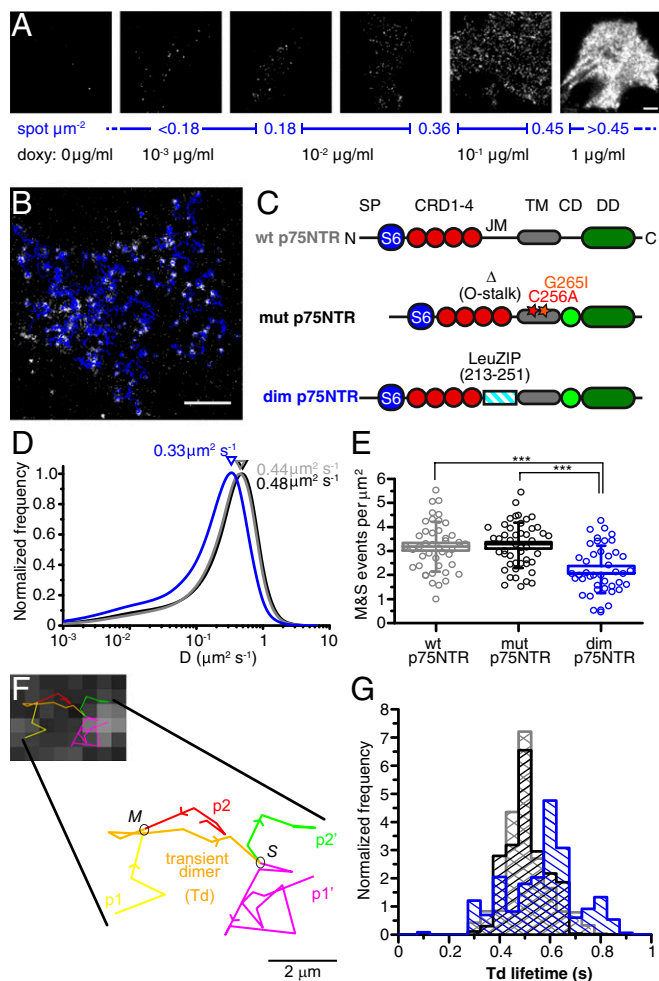 A
spot µm-2 <0.18 0.18 0.36 0.45 >0.45
doxy: 0µg/ml 10-3 µg/ml 10-2 µg/ml 10-1 µg/ml 1 µg/ml
B
C
SP CRD1-4 JM TM CD DD
wt p75NTR N S6 C
Δ
(O-stalk)
G265I
C256A
mut p75NTR S6
LeuZIP
(213-251)
dim p75NTR S6
D
0.33µm2 s-1
0.44µm2 s-1
0.48µm2 s-1
Normalized frequency
1.0
0.8
0.6
0.4
0.2
0.0
10-3 10-2 10-1 1 10
D (µm2 s-1)
E
***
***
M&S events per µm2
6
5
4
3
2
1
0
wt p75NTR
mut p75NTR
dim p75NTR
F
M
p2
S
p2'
transient
dimer
(Td)
p1
p1'
2 µm
G
Normalized frequency
8
7
6
5
4
3
2
1
0
0 0.2 0.4 0.6 0.8 1
Td lifetime (s)